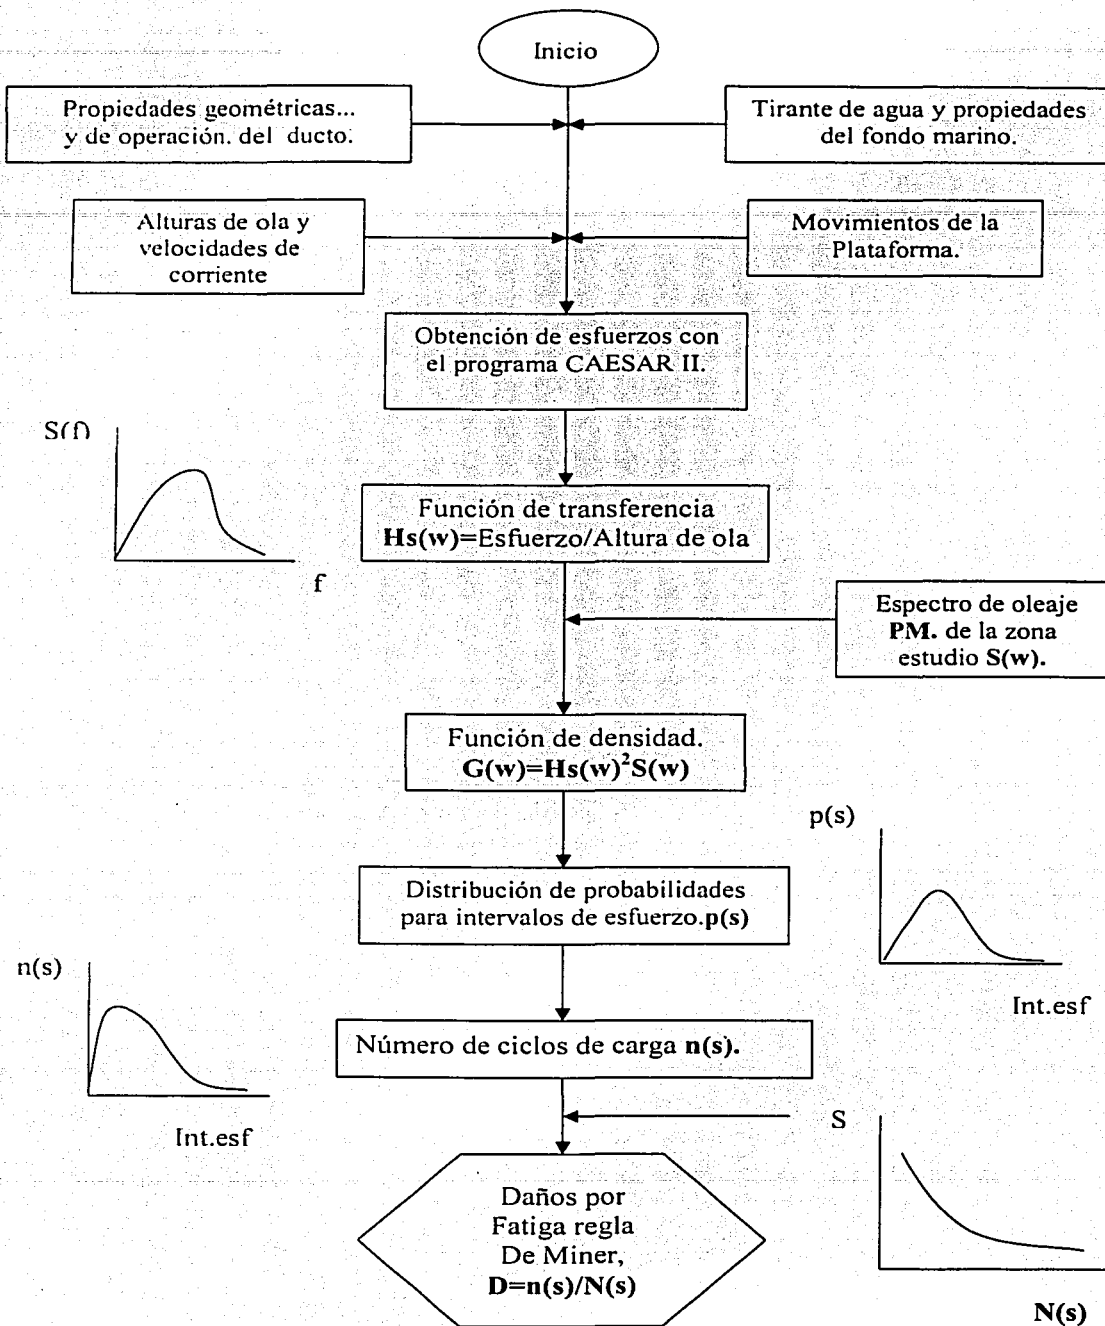 Inicio
Propiedades geométricas...
y de operación. del ducto.
Tirante de agua y propiedades
del fondo marino.
Alturas de ola y
velocidades de
corriente
Movimientos de la
Plataforma.
Obtención de esfuerzos con
el programa CAESAR II.
S(f)
f
Función de transferencia
Hs(w)=Esfuerzo/Altura de ola
Espectro de oleaje
PM. de la zona
estudio S(w).
Función de densidad.
G(w)=Hs(w)²S(w)
p(s)
Int.esf
Distribución de probabilidades
para intervalos de esfuerzo.p(s)
n(s)
Int.esf
Número de ciclos de carga n(s).
S
N(s)
Daños por
Fatiga regla
De Miner,
D=n(s)/N(s)